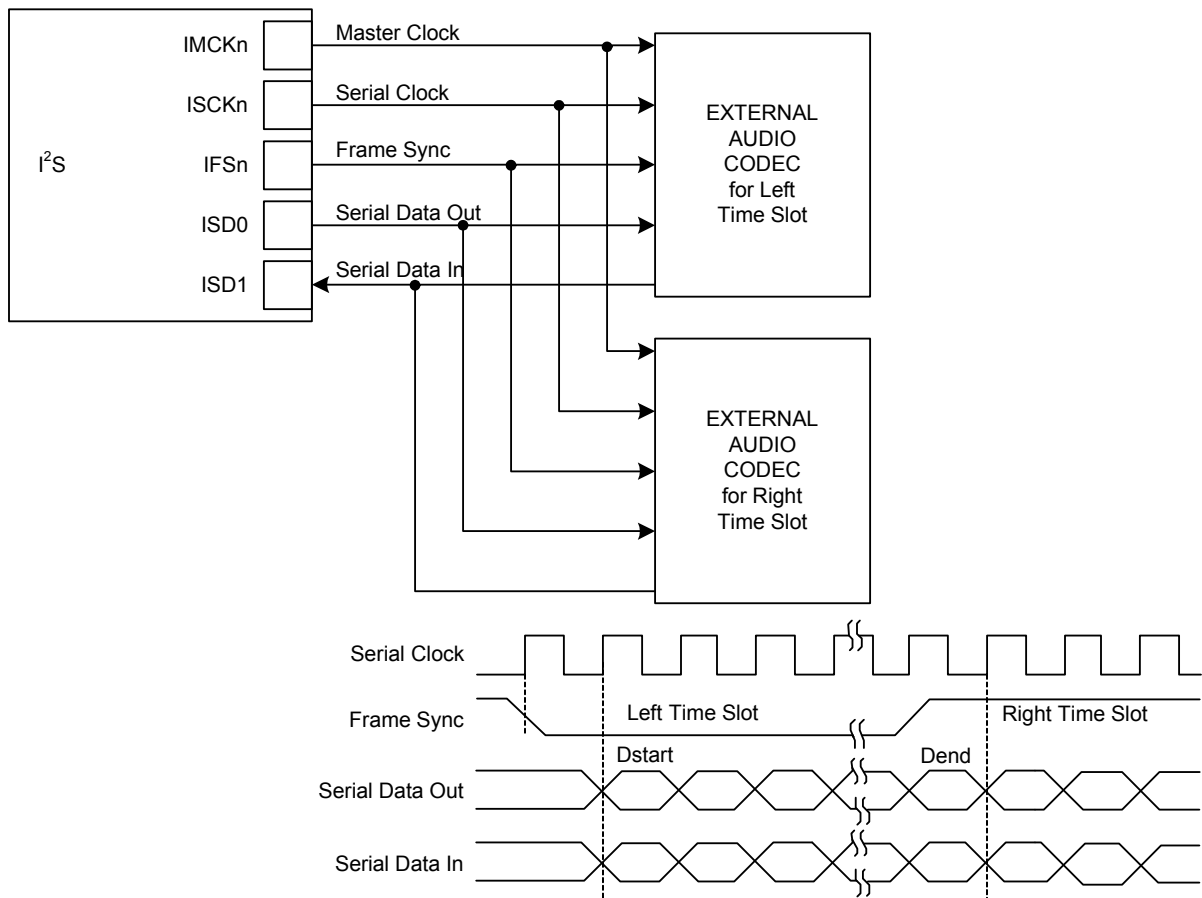 I²S
IMCKn
ISCKn
IFSn
ISD0
ISD1
Master Clock
Serial Clock
Frame Sync
Serial Data Out
Serial Data In
EXTERNAL
AUDIO
CODEC
for Left
Time Slot
EXTERNAL
AUDIO
CODEC
for Right
Time Slot
Serial Clock
Frame Sync
Left Time Slot
Right Time Slot
Dstart
Dend
Serial Data Out
Serial Data In